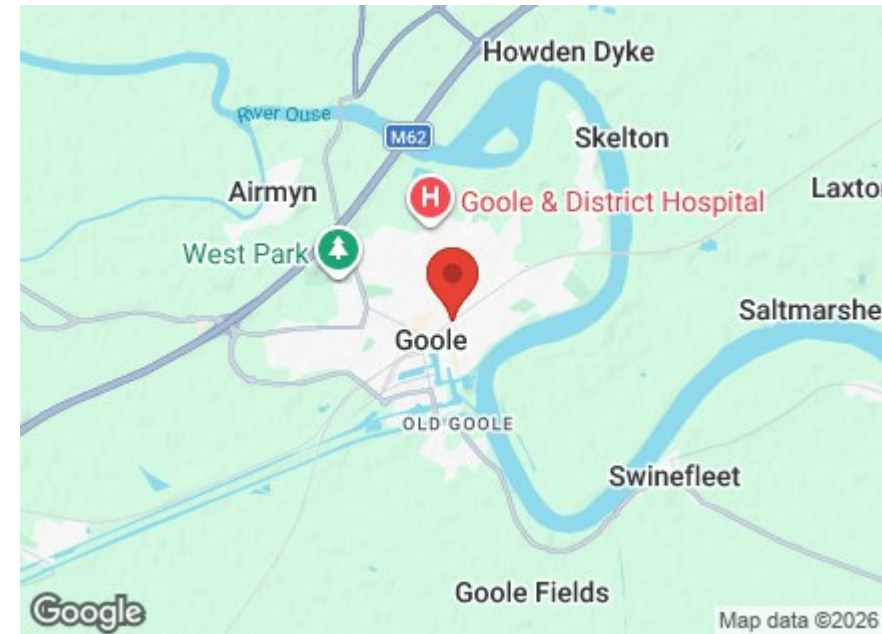 Howden Dyke
River Ouse
M62
Skelton
Airmyn
H
Goole & District Hospital
Laxto
West Park
Saltmarshe
Goole
OLD GOOLE
Swinefleet
Goole Fields
Google
Map data ©2026